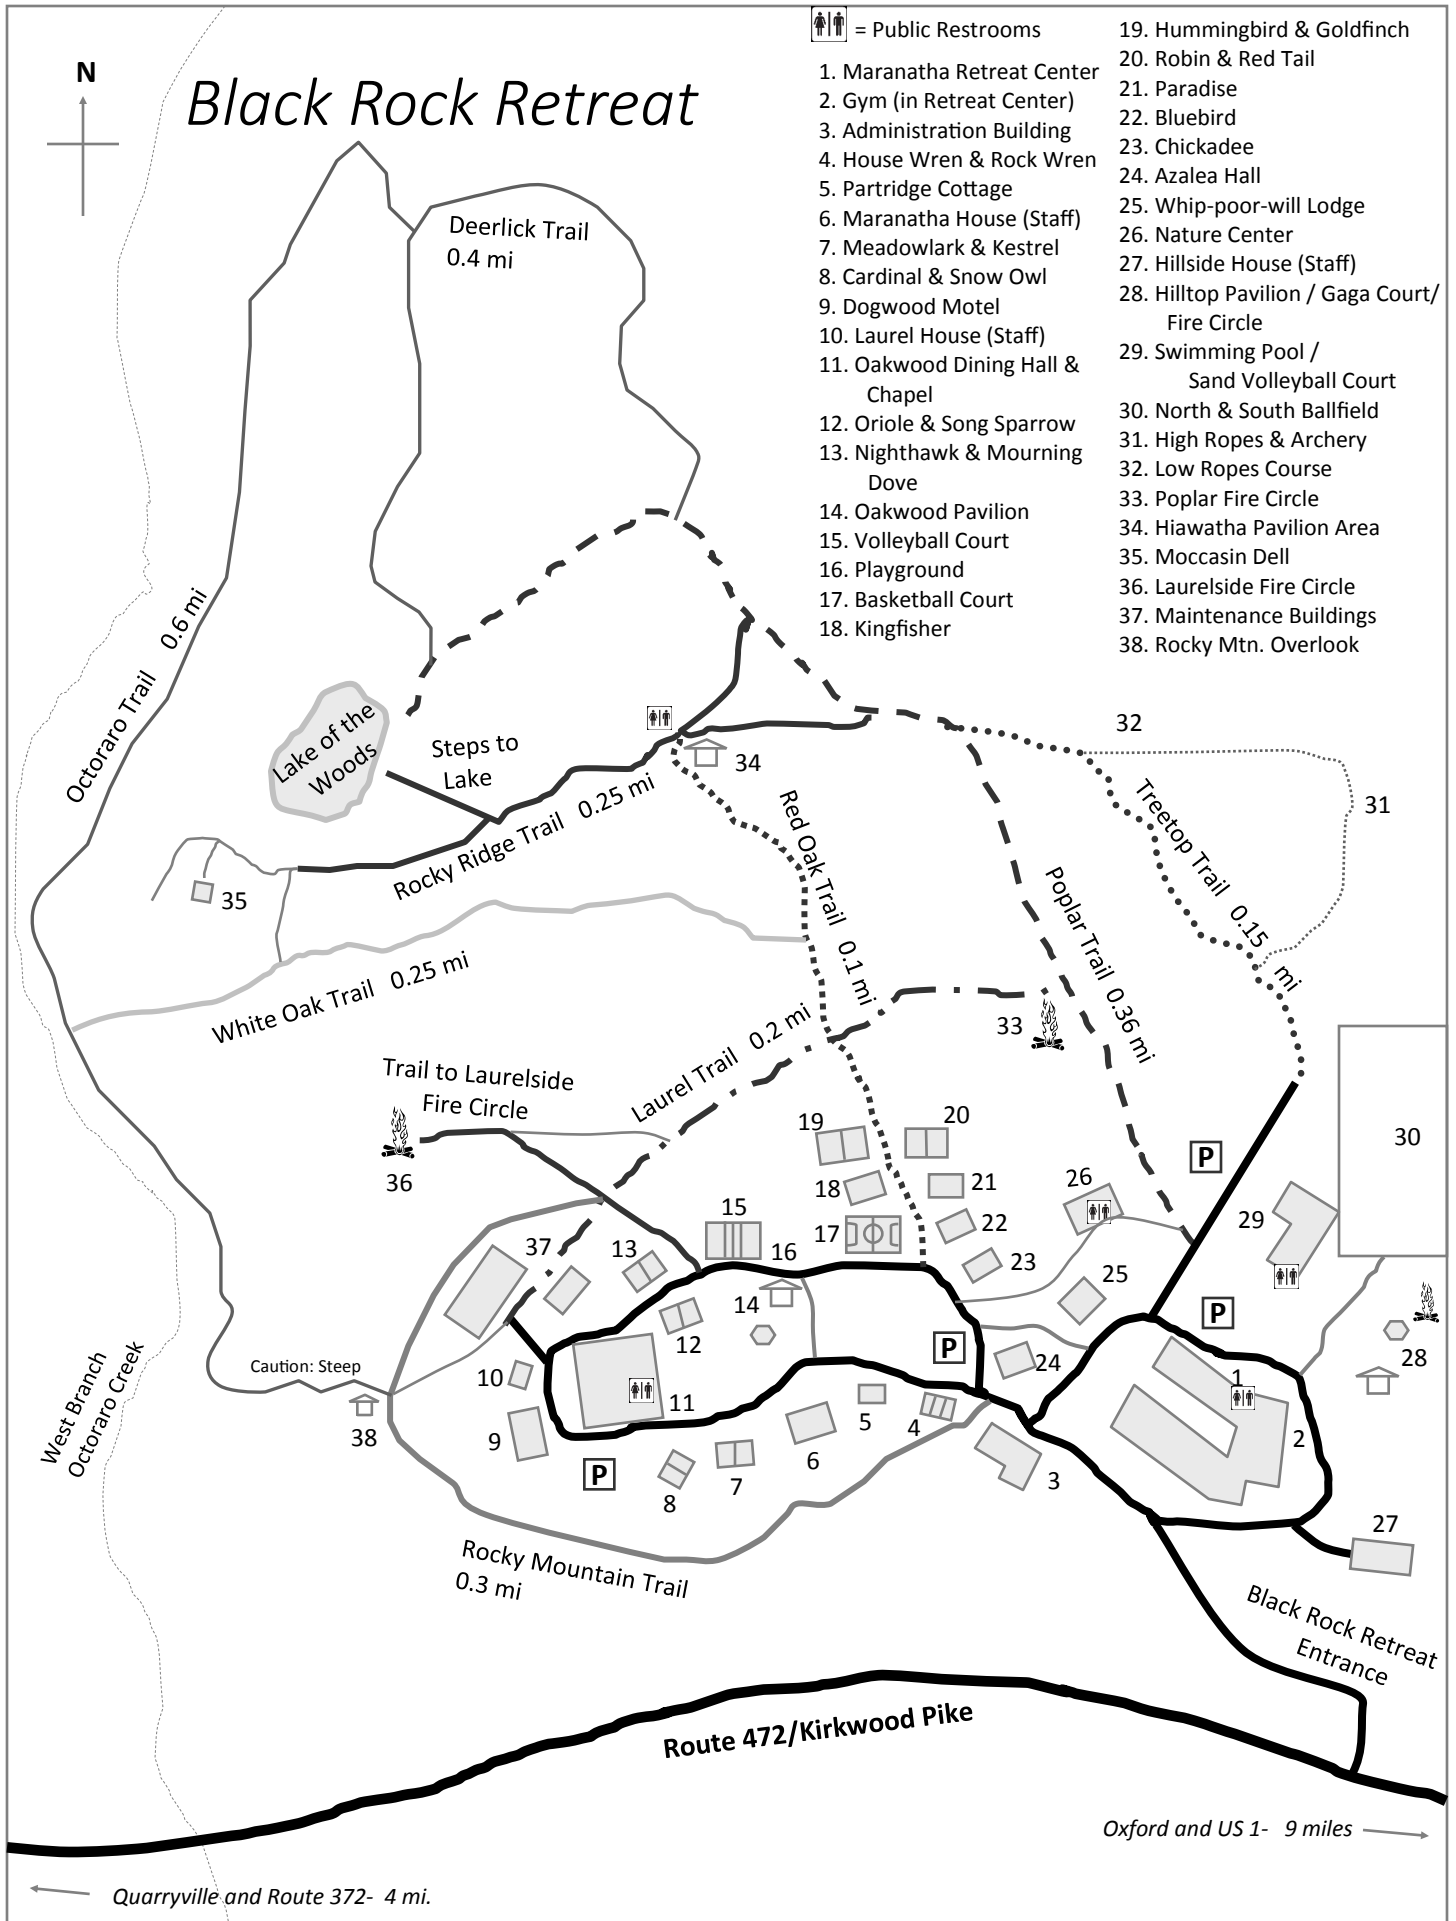 N
Black Rock Retreat
= Public Restrooms
1. Maranatha Retreat Center
2. Gym (in Retreat Center)
3. Administration Building
4. House Wren & Rock Wren
5. Partridge Cottage
6. Maranatha House (Staff)
7. Meadowlark & Kestrel
8. Cardinal & Snow Owl
9. Dogwood Motel
10. Laurel House (Staff)
11. Oakwood Dining Hall &
Chapel
12. Oriole & Song Sparrow
13. Nighthawk & Mourning
Dove
14. Oakwood Pavilion
15. Volleyball Court
16. Playground
17. Basketball Court
18. Kingfisher
19. Hummingbird & Goldfinch
20. Robin & Red Tail
21. Paradise
22. Bluebird
23. Chickadee
24. Azalea Hall
25. Whip-poor-will Lodge
26. Nature Center
27. Hillside House (Staff)
28. Hilltop Pavilion / Gaga Court/
Fire Circle
29. Swimming Pool /
Sand Volleyball Court
30. North & South Ballfield
31. High Ropes & Archery
32. Low Ropes Course
33. Poplar Fire Circle
34. Hiawatha Pavilion Area
35. Moccasin Dell
36. Laurelside Fire Circle
37. Maintenance Buildings
38. Rocky Mtn. Overlook
Deerlick Trail
0.4 mi
Octoraro Trail 0.6 mi
Lake of the
Woods
Steps to
Lake
34
32
31
Rocky Ridge Trail 0.25 mi
Red Oak Trail 0.1 mi
Treetop Trail 0.15 mi
Poplar Trail 0.36 mi
35
White Oak Trail 0.25 mi
33
Laurel Trail 0.2 mi
Trail to Laurelside
Fire Circle
36
19
20
P
30
18
21
26
15
17
22
29
37
13
16
23
25
14
P
12
P
24
28
Caution: Steep
10
1
11
5
4
38
9
6
2
P
7
3
8
27
West Branch
Octoraro Creek
Rocky Mountain Trail
0.3 mi
Black Rock Retreat
Entrance
Route 472/Kirkwood Pike
Oxford and US 1- 9 miles
Quarryville and Route 372- 4 mi.